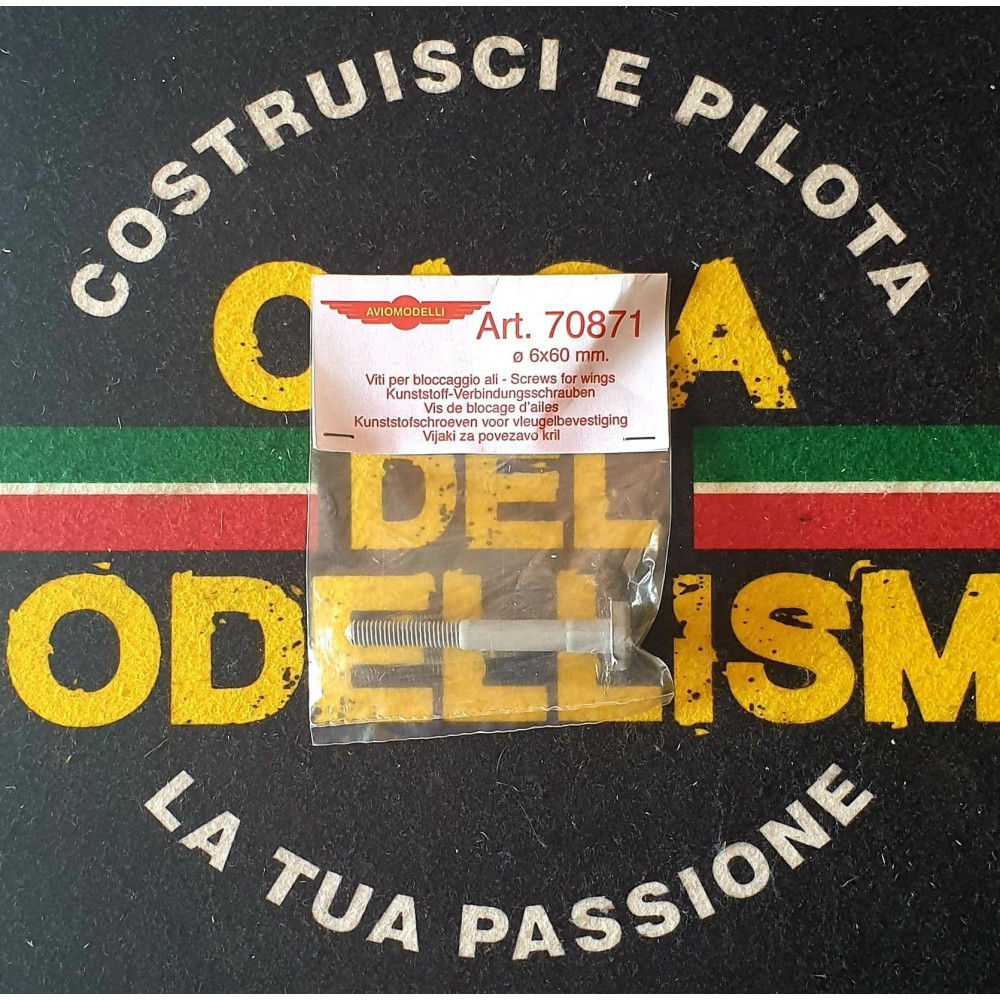 COSTRUISCI E PILOTA
CASA
AVIOMODELLI
Art. 70871
ø 6x60 mm.
Viti per bloccaggio ali - Screws for wings
Kunststoff-Verbindungsschrauben
Vis de blocage d'ailes
Kunststofschroeven voor vleugelbevestiging
Vijaki za povezavo kril
DEL
ODELLISM
LA TUA PASSIONE